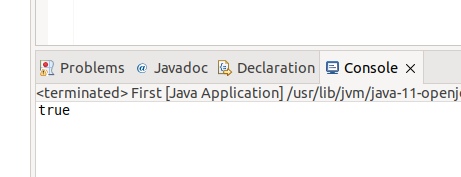 Problems @ Javadoc Declaration Console
<terminated> First [Java Application] /usr/lib/jvm/java-11-openj
true